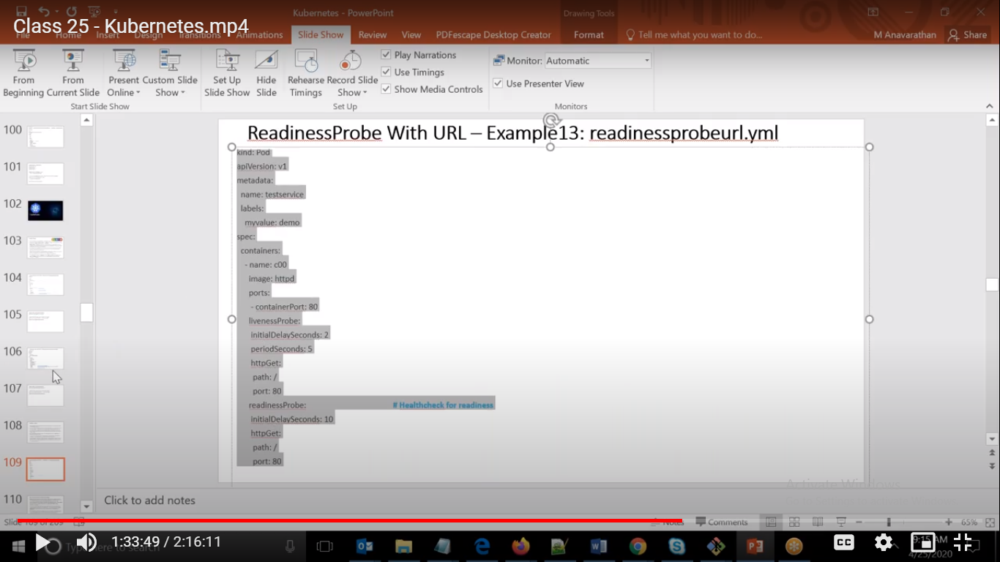 Kubernetes - PowerPoint
Drawing Tools
Class 25 - Kubernetes.mp4
File Home Insert Design Transitions Animations Slide Show Review View PDFescape Desktop Creator Format Tell me what you want to do... M Anavarathan Share
From Beginning
From Current Slide
Present Online
Custom Slide Show
Set Up Slide Show
Hide Slide
Rehearse Timings
Record Slide Show
Play Narrations
Use Timings
Show Media Controls
Monitor: Automatic
Use Presenter View
Start Slide Show
Set Up
Monitors
100
101
102
103
104
105
106
107
108
109
110
ReadinessProbe With URL – Example13: readinessprobeurl.yml
kind: Pod
apiVersion: v1
metadata:
name: testservice
labels:
myvalue: demo
spec:
containers:
- name: c00
image: httpd
ports:
- containerPort: 80
livenessProbe:
initialDelaySeconds: 2
periodSeconds: 5
httpGet:
path: /
port: 80
readinessProbe: # Healthcheck for readiness
initialDelaySeconds: 10
httpGet:
path: /
port: 80
Activate Windows
Click to add notes
Slide 109 of 209
Notes
Comments
65%
Type here to search
1:33:49 / 2:16:11
CC
9:15 AM
4/25/2020